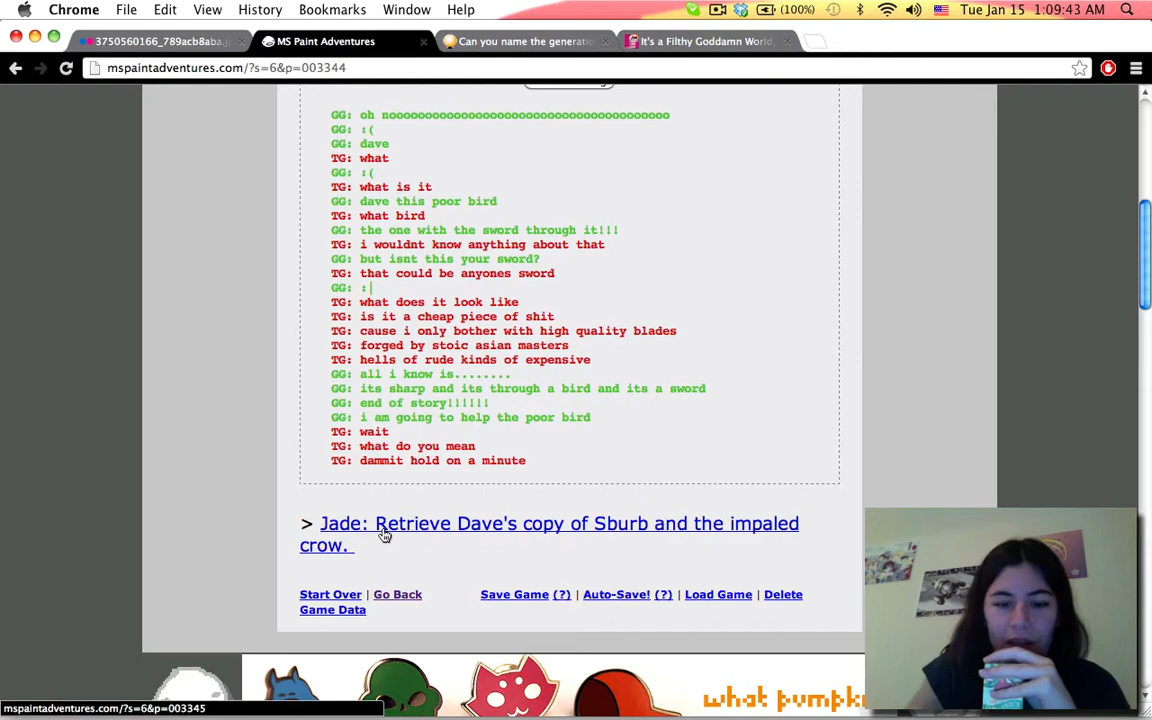 Chrome File Edit View History Bookmarks Window Help (100%) Tue Jan 15 1:09:43 AM
3750560166_789acb8aba.j MS Paint Adventures Can you name the generatio It's a Filthy Goddamn World
mspaintadventures.com/?s=6&p=003344
GG: oh noooooooooooooooooooooooooooooooooooooooo
GG: :(
GG: dave
TG: what
GG: :(
TG: what is it
GG: dave this poor bird
TG: what bird
GG: the one with the sword through it!!!
TG: i wouldnt know anything about that
GG: but isnt this your sword?
TG: that could be anyones sword
GG: :|
TG: what does it look like
TG: is it a cheap piece of shit
TG: cause i only bother with high quality blades
TG: forged by stoic asian masters
TG: hells of rude kinds of expensive
GG: all i know is........
GG: its sharp and its through a bird and its a sword
GG: end of story!!!!!!
GG: i am going to help the poor bird
TG: wait
TG: what do you mean
TG: dammit hold on a minute
> Jade: Retrieve Dave's copy of Sburb and the impaled
crow.
Start Over | Go Back Save Game (?) | Auto-Save! (?) | Load Game | Delete
Game Data
what pumpk
mspaintadventures.com/?s=6&p=003345